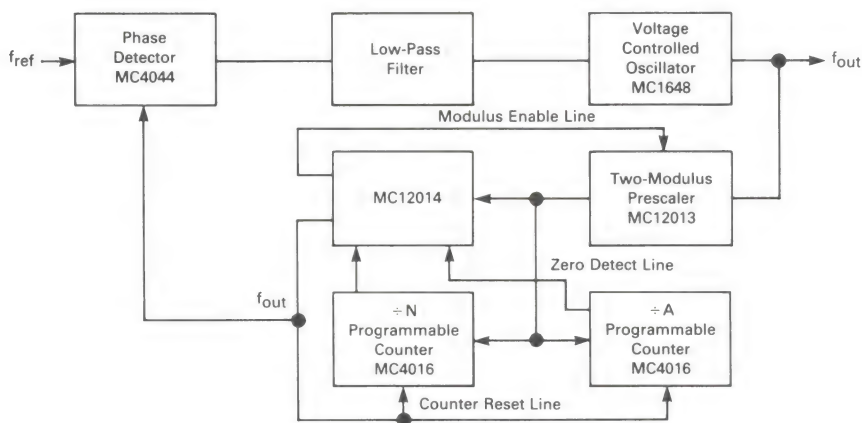 Phase
Detector
MC4044
Low-Pass
Filter
Voltage
Controlled
Oscillator
MC1648
f_ref
f_out
Modulus Enable Line
MC12014
Two-Modulus
Prescaler
MC12013
Zero Detect Line
f_out
÷N
Programmable
Counter
MC4016
÷A
Programmable
Counter
MC4016
Counter Reset Line